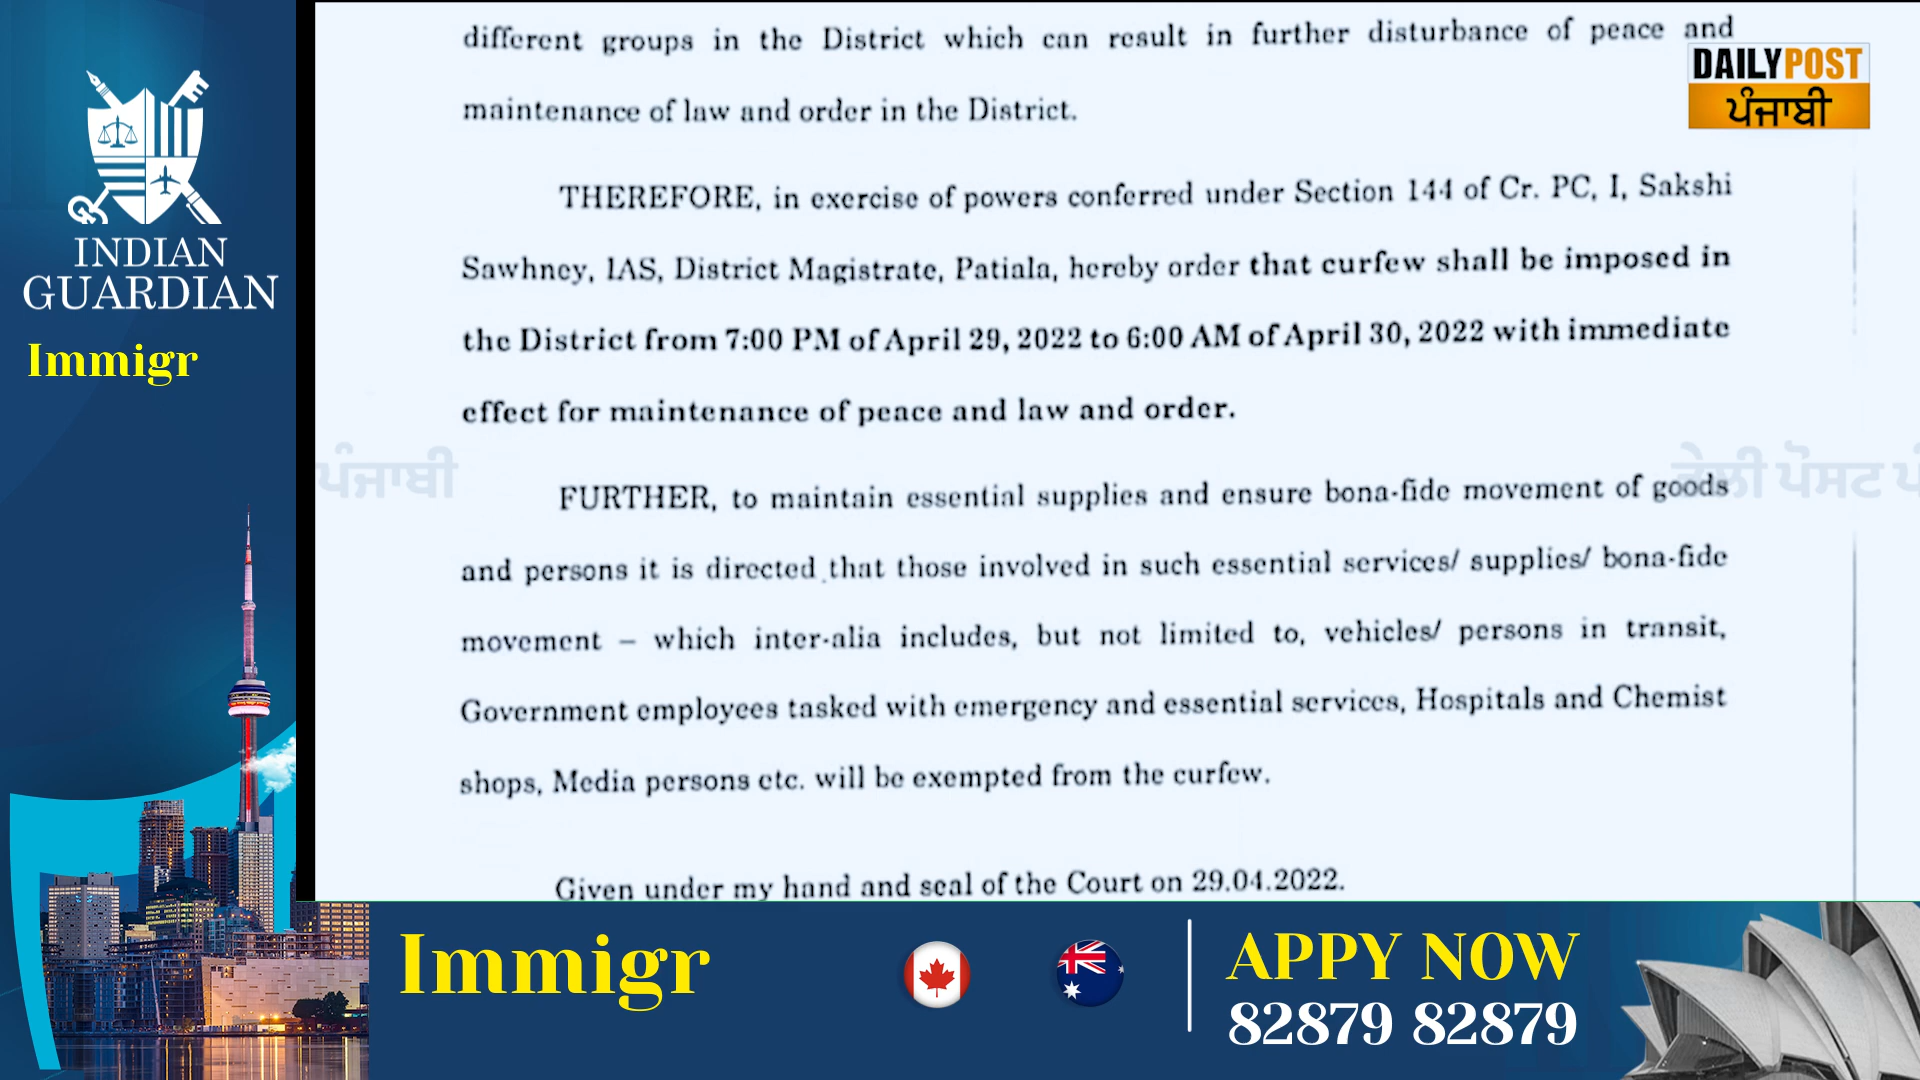 INDIAN
GUARDIAN
Immigr
different groups in the District which can result in further disturbance of peace and
maintenance of law and order in the District.
DAILYPOST
ਪੰਜਾਬੀ
THEREFORE, in exercise of powers conferred under Section 144 of Cr. PC, I, Sakshi
Sawhney, IAS, District Magistrate, Patiala, hereby order that curfew shall be imposed in
the District from 7:00 PM of April 29, 2022 to 6:00 AM of April 30, 2022 with immediate
effect for maintenance of peace and law and order.
ਪੰਜਾਬੀ
ਡੇਲੀ ਪੋਸਟ ਪੰ
FURTHER, to maintain essential supplies and ensure bona-fide movement of goods
and persons it is directed that those involved in such essential services/ supplies/ bona-fide
movement – which inter-alia includes, but not limited to, vehicles/ persons in transit,
Government employees tasked with emergency and essential services, Hospitals and Chemist
shops, Media persons etc. will be exempted from the curfew.
Given under my hand and seal of the Court on 29.04.2022.
Immigr
APPY NOW
82879 82879